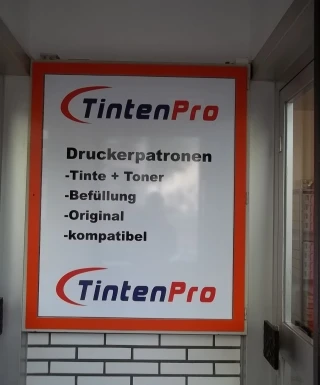 TintenPro
Druckerpatronen
-Tinte + Toner
-Befüllung
-Original
-kompatibel
TintenPro